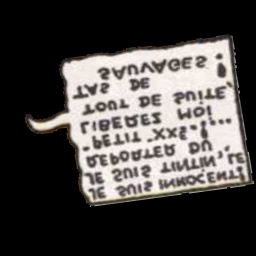 JE SUIS INNOCENT!
JE SUIS TINTIN, LE
REPORTER DU
"PETIT XXe"!...
LIBEREZ MOI
TOUT DE SUITE,
TAS DE
SAUVAGES!